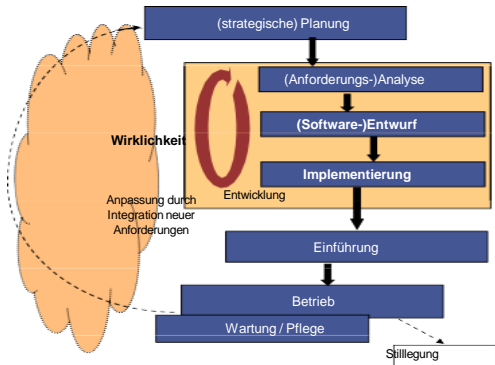 (strategische) Planung
(Anforderungs-)Analyse
(Software-)Entwurf
Wirklichkeit
Implementierung
Entwicklung
Anpassung durch
Integration neuer
Anforderungen
Einführung
Betrieb
Wartung / Pflege
Stilllegung